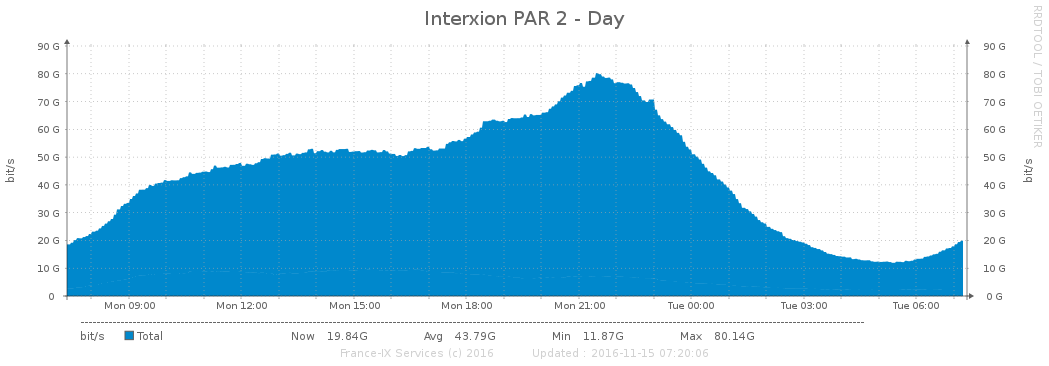 Interxion PAR 2 - Day
RRDTOOL / TOBI OETIKER
bit/s
90 G
80 G
70 G
60 G
50 G
40 G
30 G
20 G
10 G
0
90 G
80 G
70 G
60 G
50 G
40 G
30 G
20 G
10 G
0 G
bit/s
Mon 09:00 Mon 12:00 Mon 15:00 Mon 18:00 Mon 21:00 Tue 00:00 Tue 03:00 Tue 06:00
bit/s Total Now 19.84G Avg 43.79G Min 11.87G Max 80.14G
France-IX Services (c) 2016 Updated : 2016-11-15 07:20:06